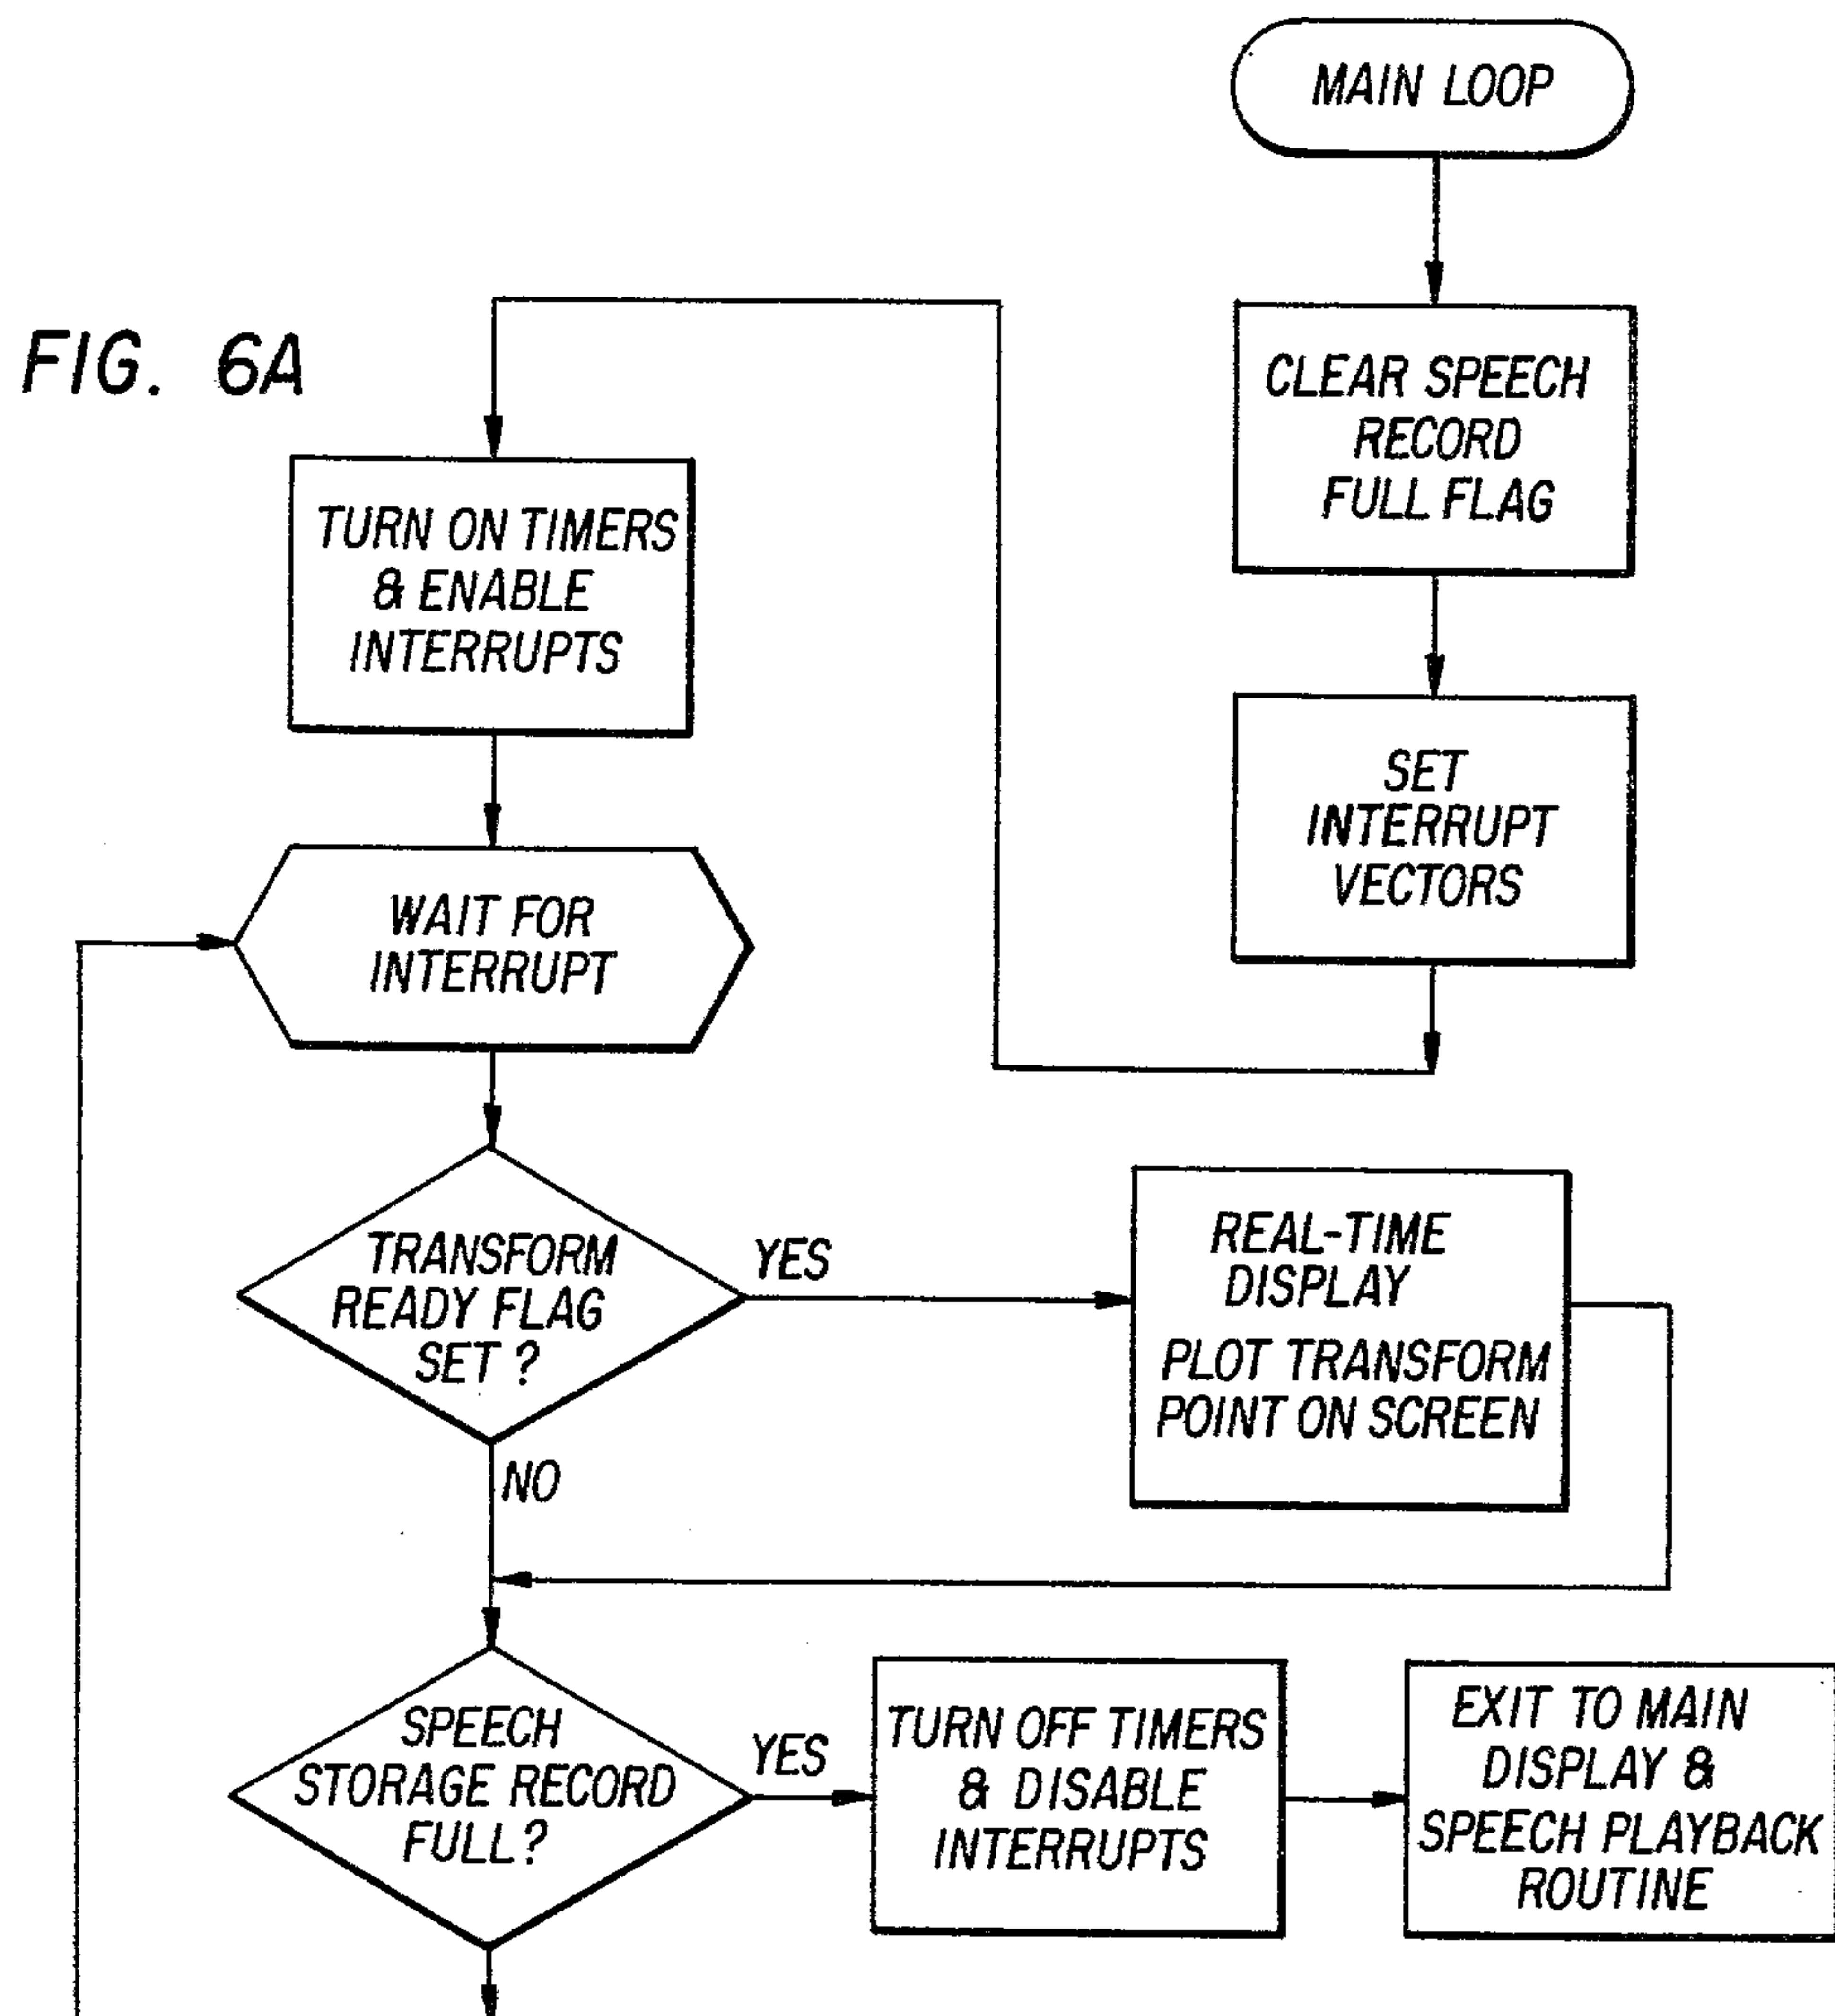 MAIN LOOP
FIG. 6A
CLEAR SPEECH
RECORD
FULL FLAG
SET
INTERRUPT
VECTORS
TURN ON TIMERS
& ENABLE
INTERRUPTS
WAIT FOR
INTERRUPT
TRANSFORM
READY FLAG
SET ?
YES
NO
REAL-TIME
DISPLAY
PLOT TRANSFORM
POINT ON SCREEN
SPEECH
STORAGE RECORD
FULL?
YES
TURN OFF TIMERS
& DISABLE
INTERRUPTS
EXIT TO MAIN
DISPLAY &
SPEECH PLAYBACK
ROUTINE